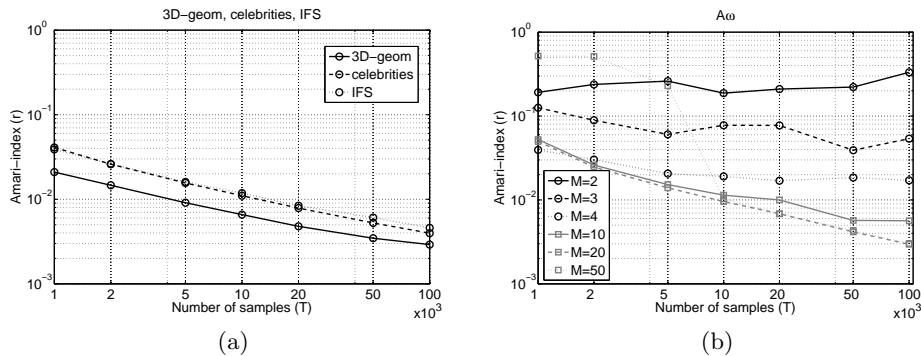 3D−geom, celebrities, IFS
10^0
10^−1
10^−2
10^−3
Amari−index (r)
3D−geom
celebrities
IFS
1 2 5 10 20 50 100
x10^3
Number of samples (T)
(a)
Aω
10^0
10^−1
10^−2
10^−3
Amari−index (r)
M=2
M=3
M=4
M=10
M=20
M=50
1 2 5 10 20 50 100
x10^3
Number of samples (T)
(b)